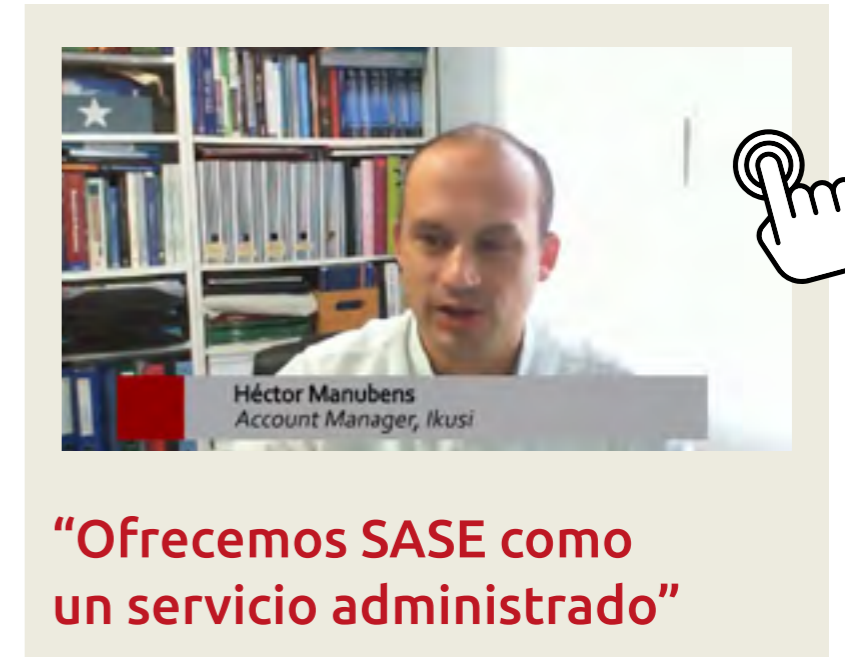 Héctor Manubens
Account Manager, Ikusi
“Ofrecemos SASE como
un servicio administrado”